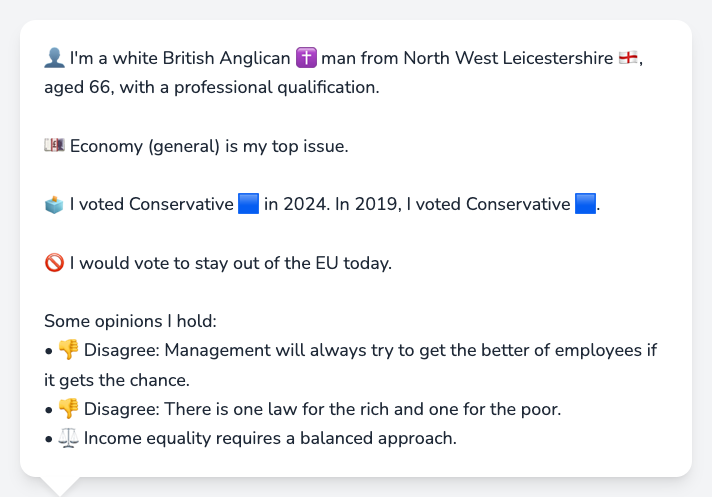 👤 I'm a white British Anglican ✝️ man from North West Leicestershire 🏴󠁧󠁢󠁥󠁮󠁧󠁿,
aged 66, with a professional qualification.
💷 Economy (general) is my top issue.
🗳️ I voted Conservative 🟦 in 2024. In 2019, I voted Conservative 🟦.
🚫 I would vote to stay out of the EU today.
Some opinions I hold:
• 👎 Disagree: Management will always try to get the better of employees if
it gets the chance.
• 👎 Disagree: There is one law for the rich and one for the poor.
• ⚖️ Income equality requires a balanced approach.